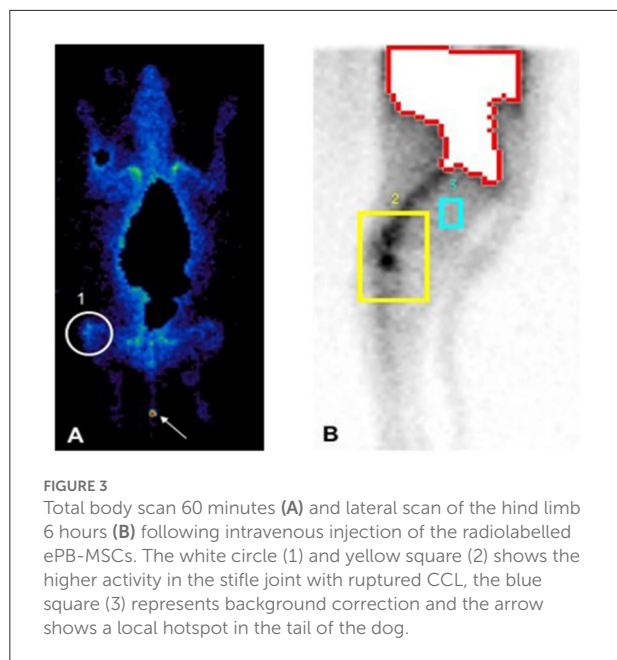 1
2
3
A
B
FIGURE 3
Total body scan 60 minutes (A) and lateral scan of the hind limb
6 hours (B) following intravenous injection of the radiolabelled
ePB-MSCs. The white circle (1) and yellow square (2) shows the
higher activity in the stifle joint with ruptured CCL, the blue
square (3) represents background correction and the arrow
shows a local hotspot in the tail of the dog.